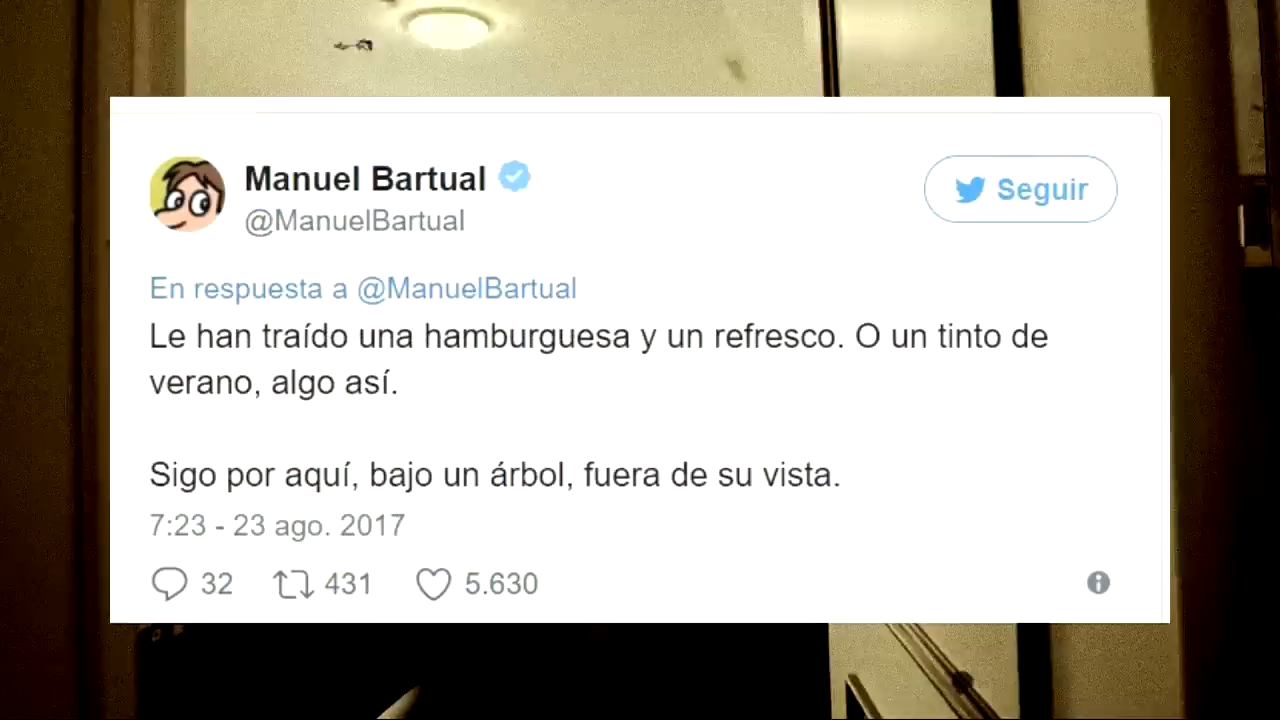 Manuel Bartual
@ManuelBartual
Seguir
En respuesta a @ManuelBartual
Le han traído una hamburguesa y un refresco. O un tinto de
verano, algo así.
Sigo por aquí, bajo un árbol, fuera de su vista.
7:23 - 23 ago. 2017
32 431 5.630